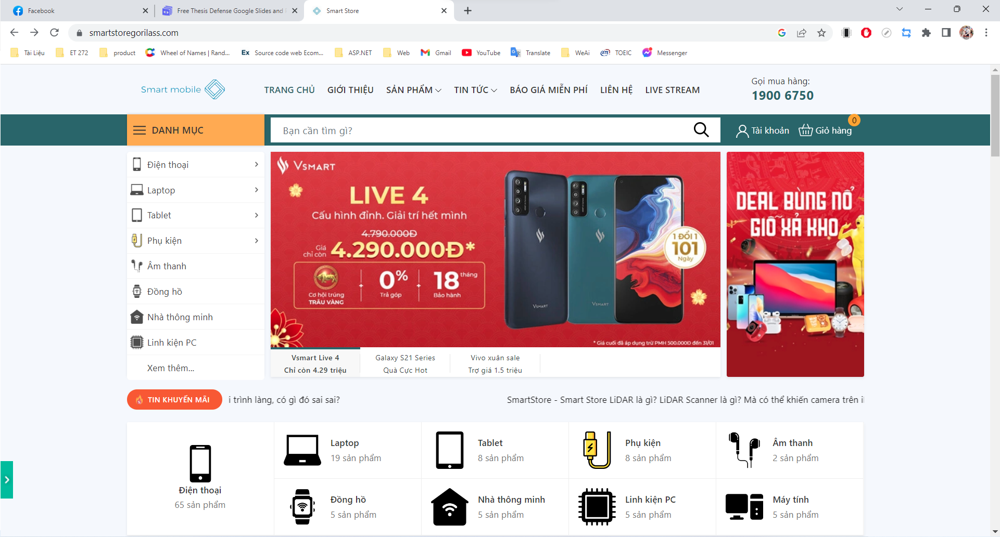 Facebook
Free Thesis Defense Google Slides and
Smart Store
smartstoregorilass.com
Tài Liệu
ET 272
product
Wheel of Names | Rand...
Ex Source code web Ecom...
ASP.NET
Web
Gmail
YouTube
Translate
WeAi
TOEIC
Messenger
Smart mobile
TRANG CHỦ
GIỚI THIỆU
SẢN PHẨM
TIN TỨC
BÁO GIÁ MIỄN PHÍ
LIÊN HỆ
LIVE STREAM
Gọi mua hàng:
1900 6750
DANH MỤC
Bạn cần tìm gì?
Tài khoản
Giỏ hàng
0
Điện thoại
Laptop
Tablet
Phụ kiện
Âm thanh
Đồng hồ
Nhà thông minh
Linh kiện PC
Xem thêm...
VSMART
LIVE 4
Cấu hình đỉnh. Giải trí hết mình
4.790.000Đ
Giá
chỉ còn 4.290.000Đ*
Cơ hội trúng
TRÂU VÀNG
+
0%
Trả góp
+
18 tháng
Bảo hành
VSMART
VSMART
1 ĐỔI 1
101
Ngày
* Giá cuối đã áp dụng trừ PMH 500.000Đ đến 31/01
Vsmart Live 4
Chỉ còn 4.29 triệu
Galaxy S21 Series
Quà Cực Hot
Vivo xuân sale
Trợ giá 1.5 triệu
DEAL BÙNG NỔ
GIÕ XẢ KHO
TIN KHUYẾN MÃI
i trình làng, có gì đó sai sai?
SmartStore - Smart Store LiDAR là gì? LiDAR Scanner là gì? Mà có thể khiến camera trên i
Điện thoại
65 sản phẩm
Laptop
19 sản phẩm
Tablet
8 sản phẩm
Phụ kiện
8 sản phẩm
Âm thanh
2 sản phẩm
Đồng hồ
5 sản phẩm
Nhà thông minh
5 sản phẩm
Linh kiện PC
5 sản phẩm
Máy tính
5 sản phẩm